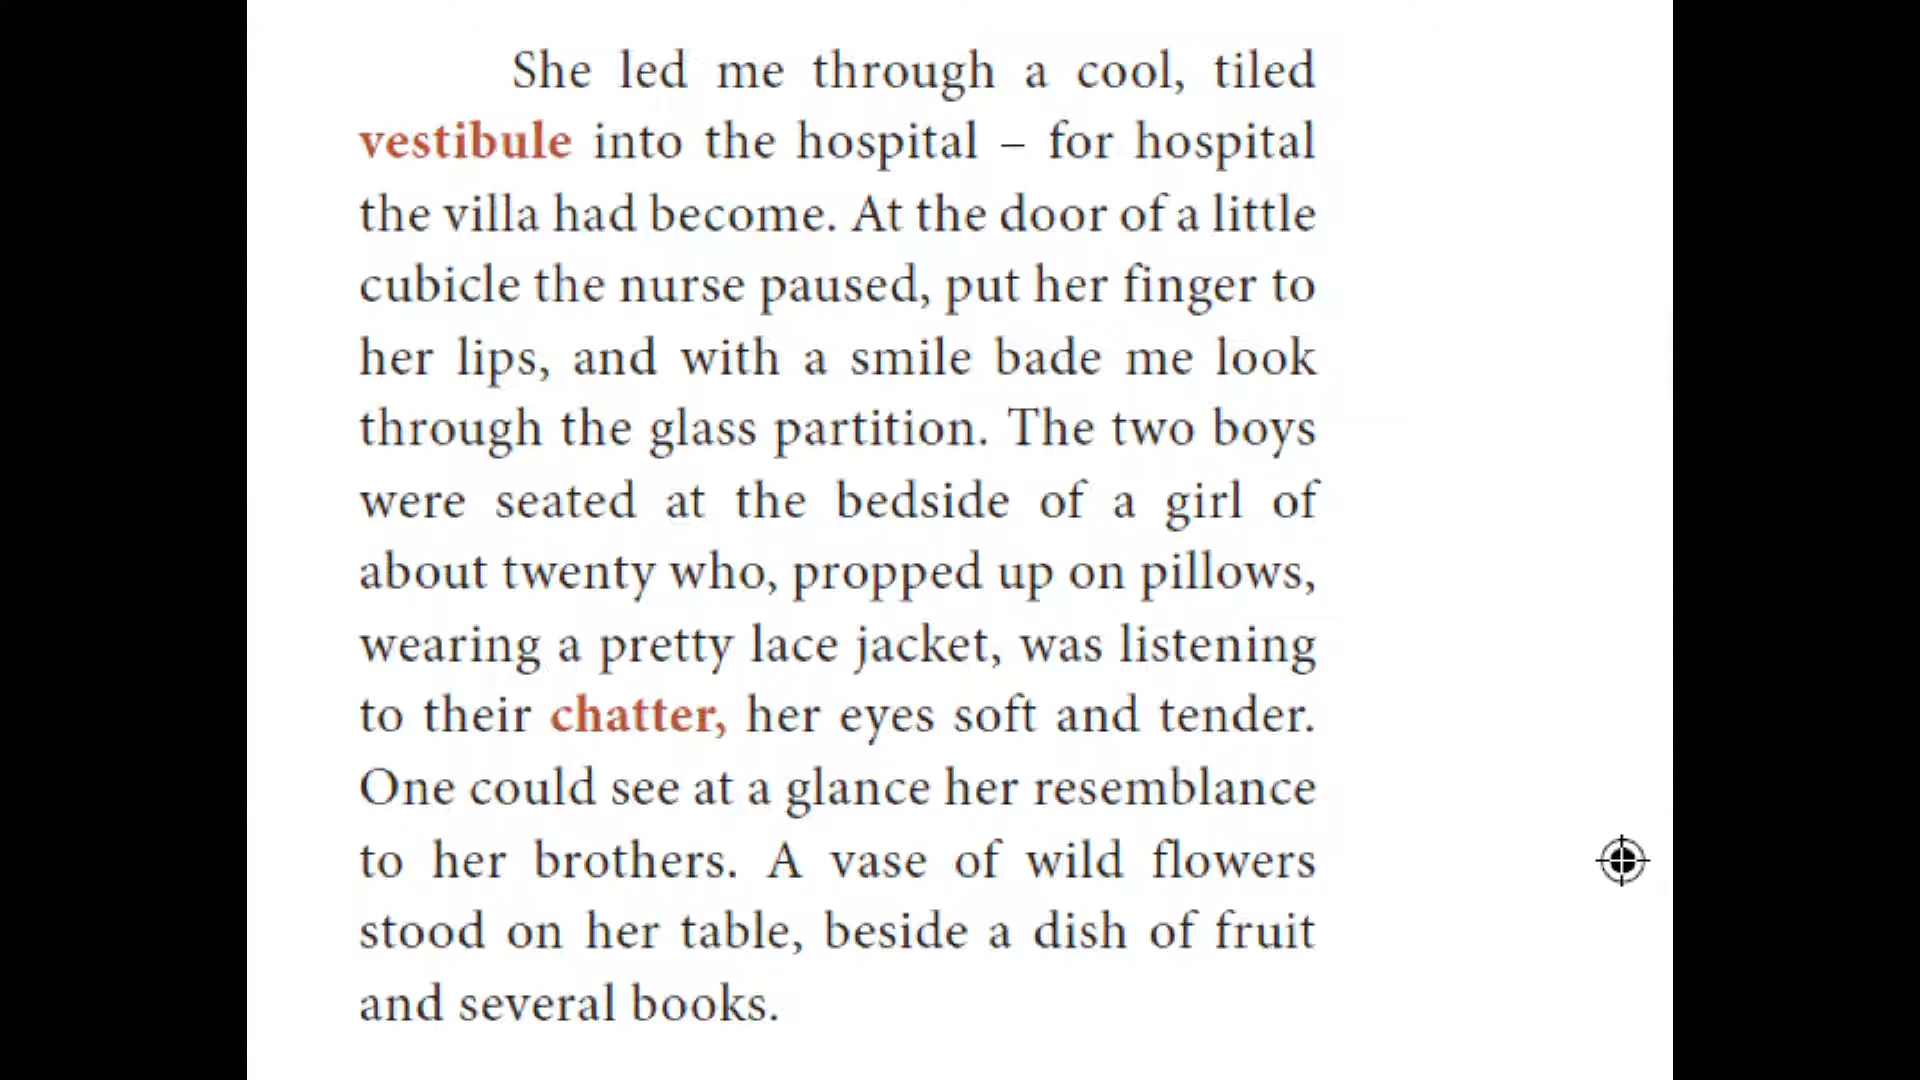 She led me through a cool, tiled
vestibule into the hospital – for hospital
the villa had become. At the door of a little
cubicle the nurse paused, put her finger to
her lips, and with a smile bade me look
through the glass partition. The two boys
were seated at the bedside of a girl of
about twenty who, propped up on pillows,
wearing a pretty lace jacket, was listening
to their chatter, her eyes soft and tender.
One could see at a glance her resemblance
to her brothers. A vase of wild flowers
stood on her table, beside a dish of fruit
and several books.